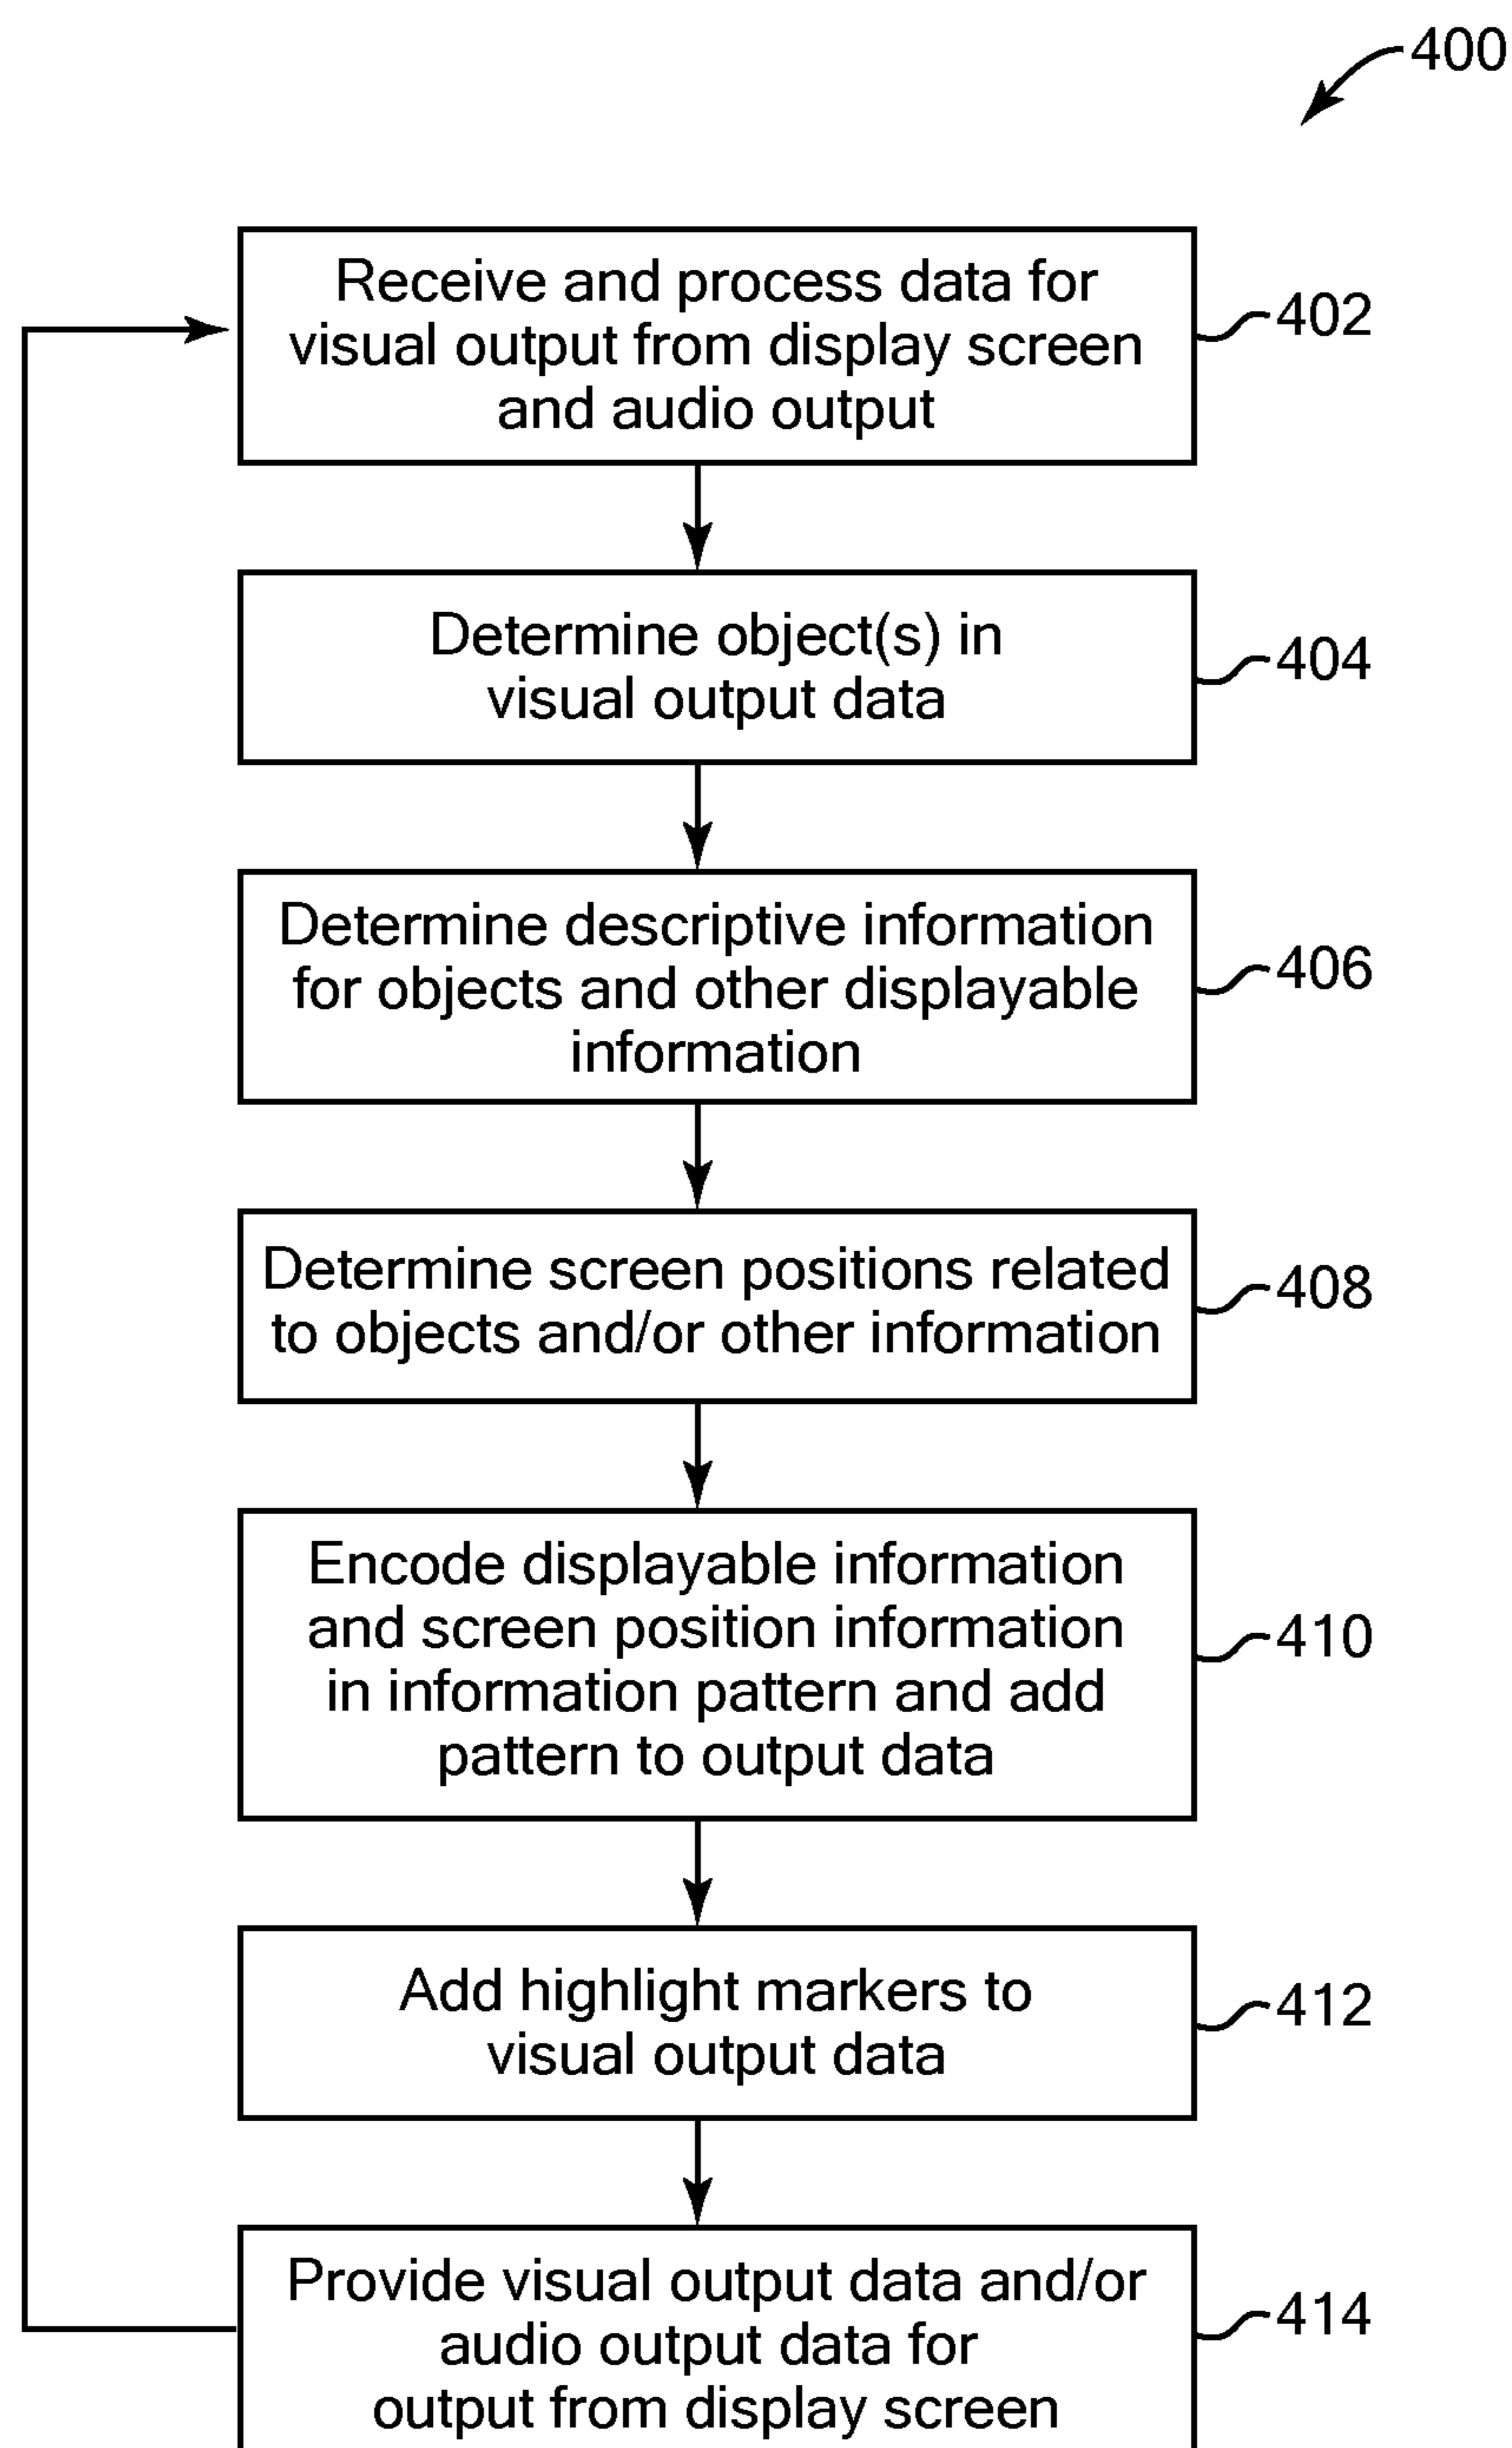 400
Receive and process data for
visual output from display screen
and audio output
402
Determine object(s) in
visual output data
404
Determine descriptive information
for objects and other displayable
information
406
Determine screen positions related
to objects and/or other information
408
Encode displayable information
and screen position information
in information pattern and add
pattern to output data
410
Add highlight markers to
visual output data
412
Provide visual output data and/or
audio output data for
output from display screen
414